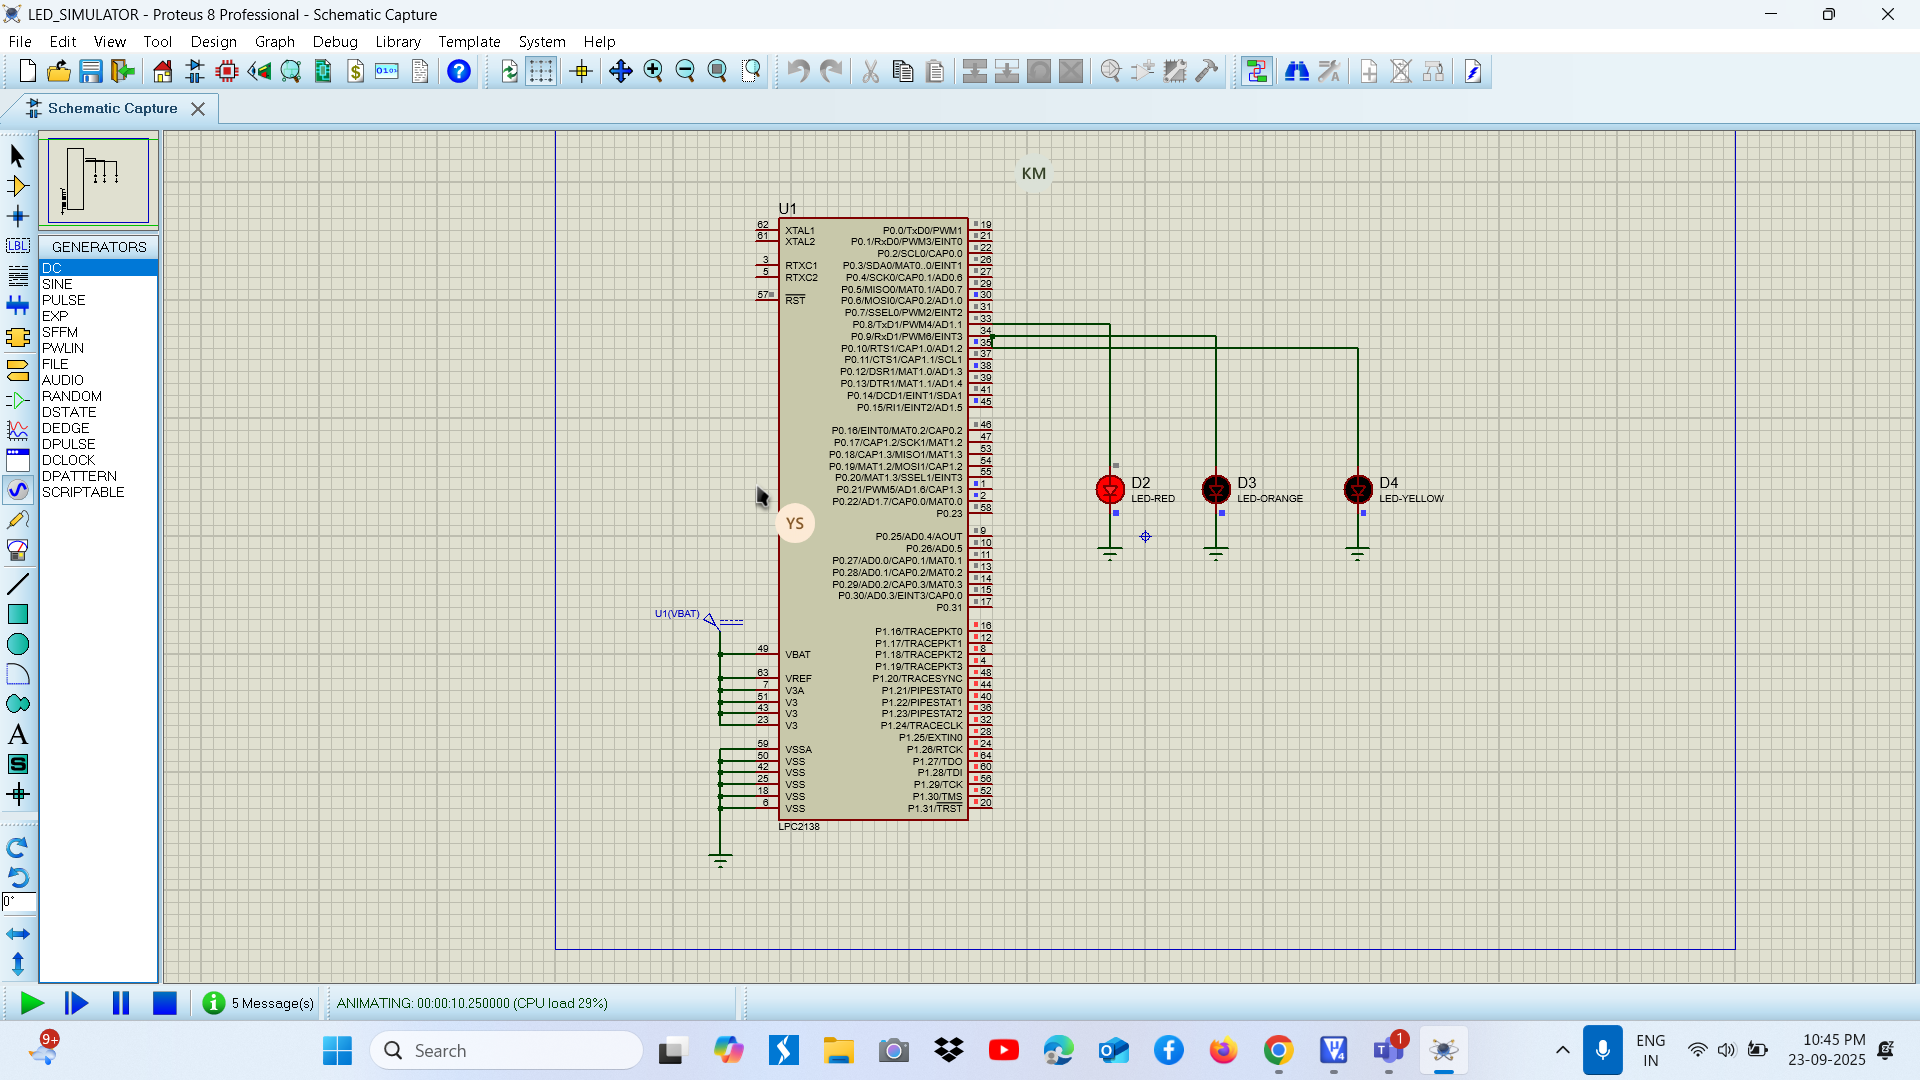 LED_SIMULATOR - Proteus 8 Professional - Schematic Capture
File Edit View Tool Design Graph Debug Library Template System Help
Schematic Capture
GENERATORS
DC
SINE
PULSE
EXP
SFFM
PWLIN
FILE
AUDIO
RANDOM
DSTATE
DEDGE
DPULSE
DCLOCK
DPATTERN
SCRIPTABLE
LBL
A
S
0°
KM
YS
U1
62 XTAL1
61 XTAL2
3 RTXC1
5 RTXC2
57 RST
49 VBAT
63 VREF
7 V3A
51 V3
43 V3
23 V3
59 VSSA
50 VSS
42 VSS
25 VSS
18 VSS
6 VSS
U1(VBAT)
P0.0/TxD0/PWM1 19
P0.1/RxD0/PWM3/EINT0 21
P0.2/SCL0/CAP0.0 22
P0.3/SDA0/MAT0..0/EINT1 26
P0.4/SCK0/CAP0.1/AD0.6 27
P0.5/MISO0/MAT0.1/AD0.7 29
P0.6/MOSI0/CAP0.2/AD1.0 30
P0.7/SSEL0/PWM2/EINT2 31
P0.8/TxD1/PWM4/AD1.1 33
P0.9/RxD1/PWM6/EINT3 34
P0.10/RTS1/CAP1.0/AD1.2 35
P0.11/CTS1/CAP1.1/SCL1 37
P0.12/DSR1/MAT1.0/AD1.3 38
P0.13/DTR1/MAT1.1/AD1.4 39
P0.14/DCD1/EINT1/SDA1 41
P0.15/RI1/EINT2/AD1.5 45
P0.16/EINT0/MAT0.2/CAP0.2 46
P0.17/CAP1.2/SCK1/MAT1.2 47
P0.18/CAP1.3/MISO1/MAT1.3 53
P0.19/MAT1.2/MOSI1/CAP1.2 54
P0.20/MAT1.3/SSEL1/EINT3 55
P0.21/PWM5/AD1.6/CAP1.3 1
P0.22/AD1.7/CAP0.0/MAT0.0 2
P0.23 58
P0.25/AD0.4/AOUT 9
P0.26/AD0.5 10
P0.27/AD0.0/CAP0.1/MAT0.1 11
P0.28/AD0.1/CAP0.2/MAT0.2 13
P0.29/AD0.2/CAP0.3/MAT0.3 14
P0.30/AD0.3/EINT3/CAP0.0 15
P0.31 17
P1.16/TRACEPKT0 16
P1.17/TRACEPKT1 12
P1.18/TRACEPKT2 8
P1.19/TRACEPKT3 4
P1.20/TRACESYNC 48
P1.21/PIPESTAT0 44
P1.22/PIPESTAT1 40
P1.23/PIPESTAT2 36
P1.24/TRACECLK 32
P1.25/EXTIN0 28
P1.26/RTCK 24
P1.27/TDO 64
P1.28/TDI 60
P1.29/TCK 56
P1.30/TMS 52
P1.31/TRST 20
LPC2138
D2
LED-RED
D3
LED-ORANGE
D4
LED-YELLOW
5 Message(s)
ANIMATING: 00:00:10.250000 (CPU load 29%)
9+
Search
1
ENG
IN
10:45 PM
23-09-2025